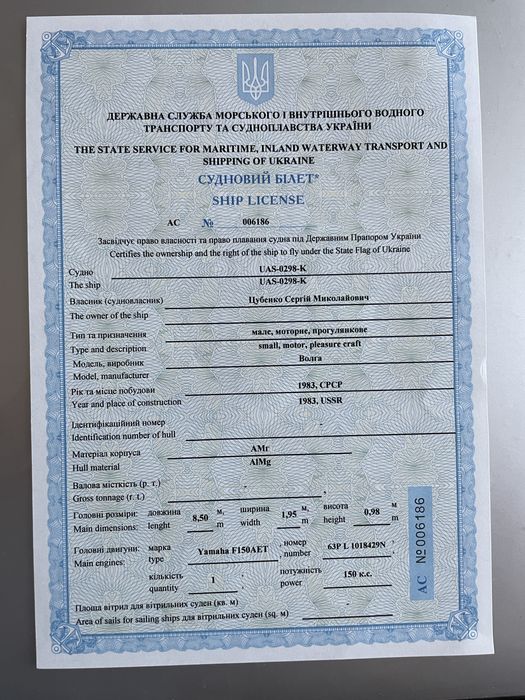 ДЕРЖАВНА СЛУЖБА МОРСЬКОГО І ВНУТРІШНЬОГО ВОДНОГО
ТРАНСПОРТУ ТА СУДНОПЛАВСТВА УКРАЇНИ
THE STATE SERVICE FOR MARITIME, INLAND WATERWAY TRANSPORT AND
SHIPPING OF UKRAINE
СУДНОВИЙ БІЛЕТ*
SHIP LICENSE
АС № 006186
Засвідчує право власності та право плавання судна під Державним Прапором України
Certifies the ownership and the right of the ship to fly under the State Flag of Ukraine
Судно UAS-0298-K
The ship UAS-0298-K
Власник (судновласник) Цубенко Сергій Миколайович
The owner of the ship
Тип та призначення мале, моторне, прогулянкове
Type and description small, motor, pleasure craft
Модель, виробник Волга
Model, manufacturer
Рік та місце побудови 1983, СРСР
Year and place of construction 1983, USSR
Ідентифікаційний номер -
Identification number of hull
Матеріал корпуса АМг
Hull material AlMg
Валова місткість (р. т.) -
Gross tonnage (r. t.) ,
Головні розміри: довжина 8,50 м, ширина 1,95 м, висота 0,98 м
Main dimensions: lenght m width m height m
Головні двигуни: марка Yamaha F150AET , номер 63P L 1018429N ,
Main engines: type , number
кількість 1 , потужність 150 к.с.
quantity power
Площа вітрил для вітрильних суден (кв. м) -
Area of sails for sailing ships для вітрильних суден (sq. m)
АС №006186